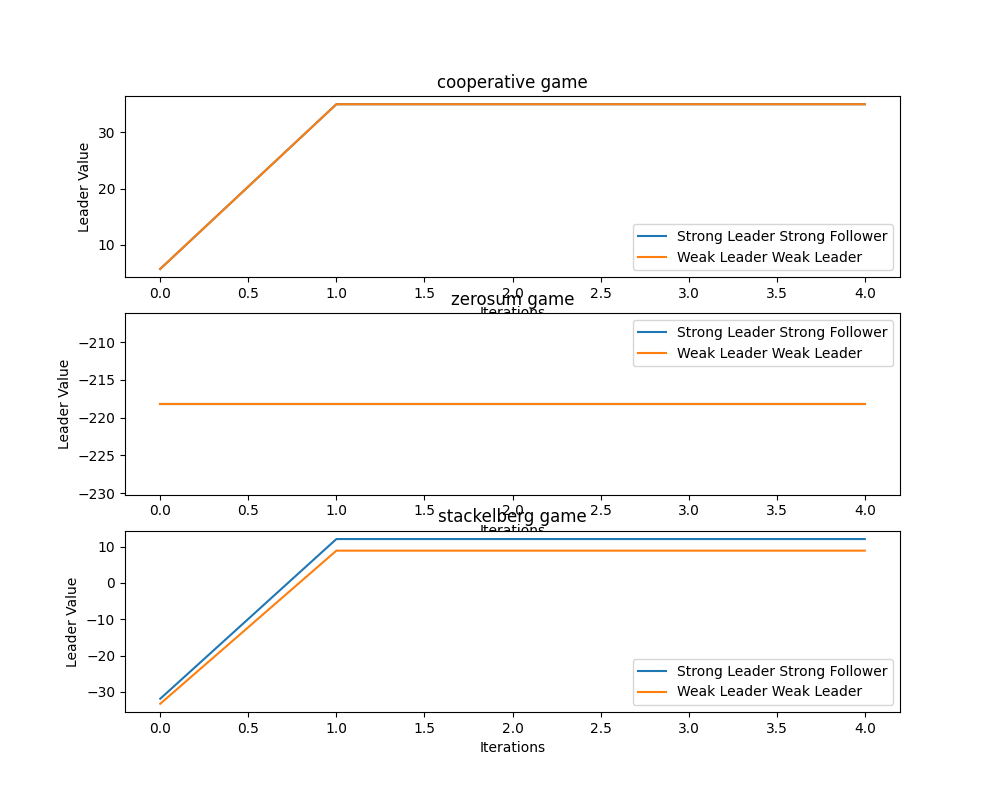 cooperative game
30
20
10
Leader Value
Strong Leader Strong Follower
Weak Leader Weak Leader
0.0 0.5 1.0 1.5 2.0 2.5 3.0 3.5 4.0
Iterations
zerosum game
−210
−215
−220
−225
−230
Leader Value
Strong Leader Strong Follower
Weak Leader Weak Leader
0.0 0.5 1.0 1.5 2.0 2.5 3.0 3.5 4.0
Iterations
stackelberg game
10
0
−10
−20
−30
Leader Value
Strong Leader Strong Follower
Weak Leader Weak Leader
0.0 0.5 1.0 1.5 2.0 2.5 3.0 3.5 4.0
Iterations